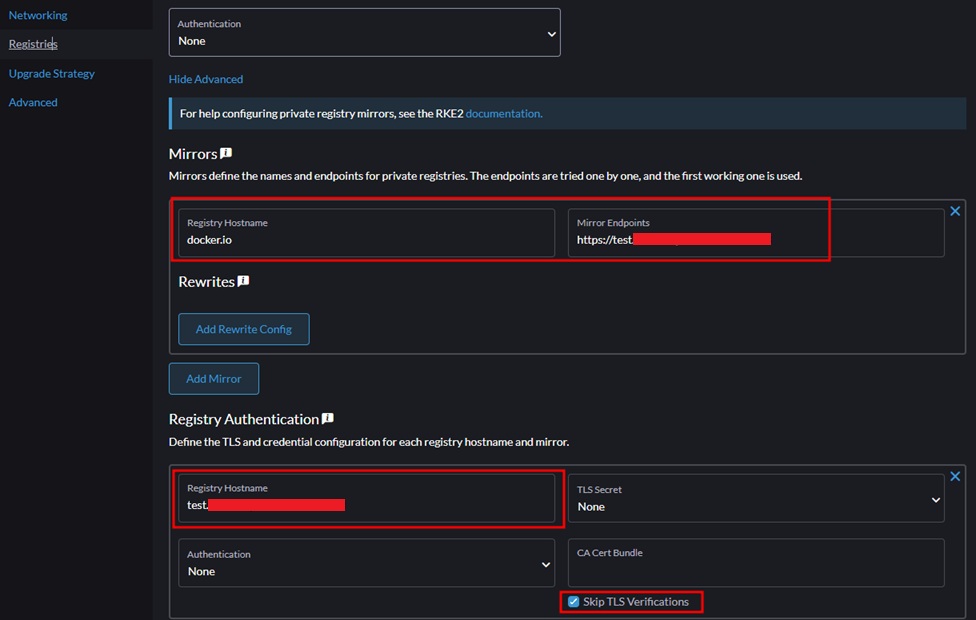 Networking
Registries
Upgrade Strategy
Advanced
Authentication
None
Hide Advanced
For help configuring private registry mirrors, see the RKE2 documentation.
Mirrors
Mirrors define the names and endpoints for private registries. The endpoints are tried one by one, and the first working one is used.
Registry Hostname
docker.io
Mirror Endpoints
https://test.
Rewrites
Add Rewrite Config
Add Mirror
Registry Authentication
Define the TLS and credential configuration for each registry hostname and mirror.
Registry Hostname
test.
TLS Secret
None
Authentication
None
CA Cert Bundle
Skip TLS Verifications